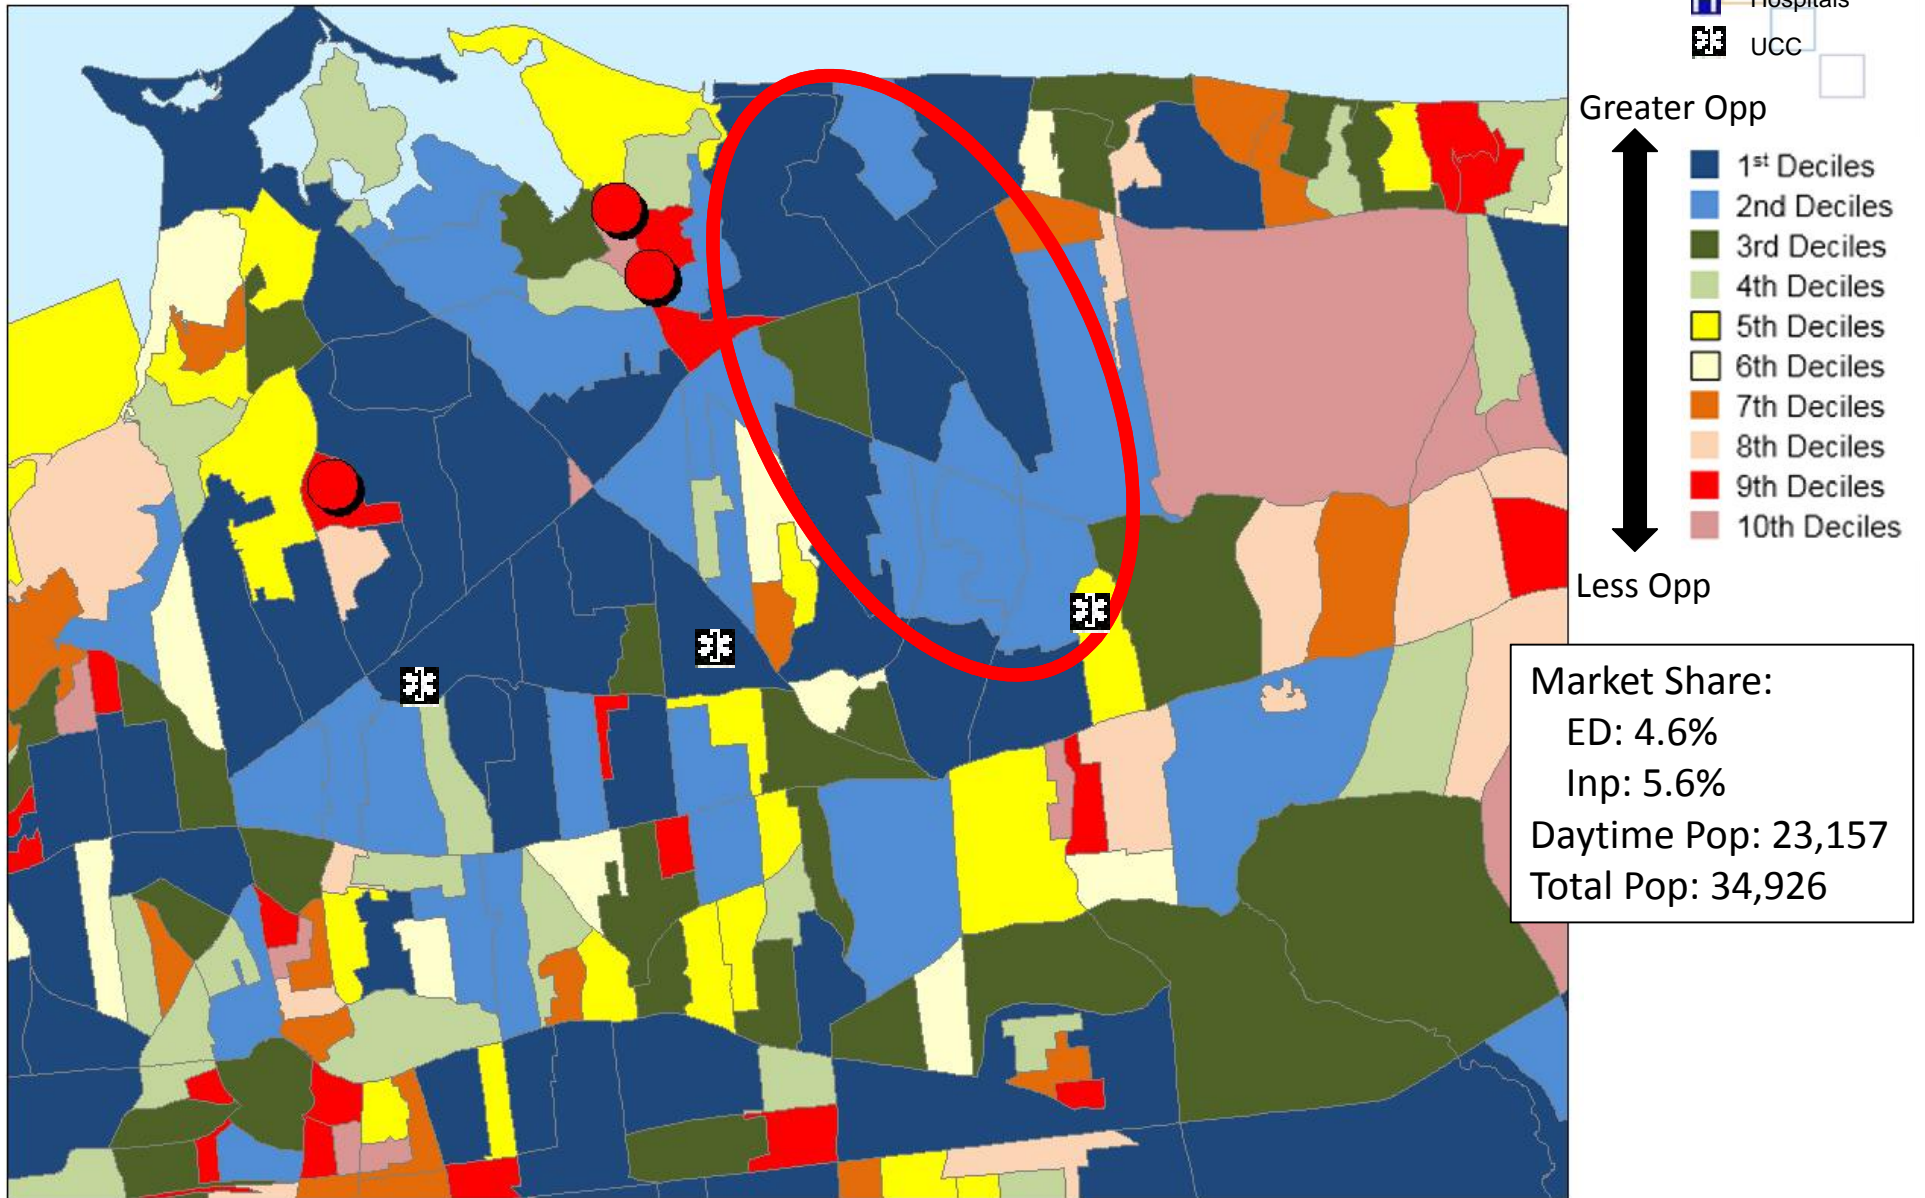 Hospitals
UCC
Greater Opp
1st Deciles
2nd Deciles
3rd Deciles
4th Deciles
5th Deciles
6th Deciles
7th Deciles
8th Deciles
9th Deciles
10th Deciles
Less Opp
Market Share:
ED: 4.6%
Inp: 5.6%
Daytime Pop: 23,157
Total Pop: 34,926